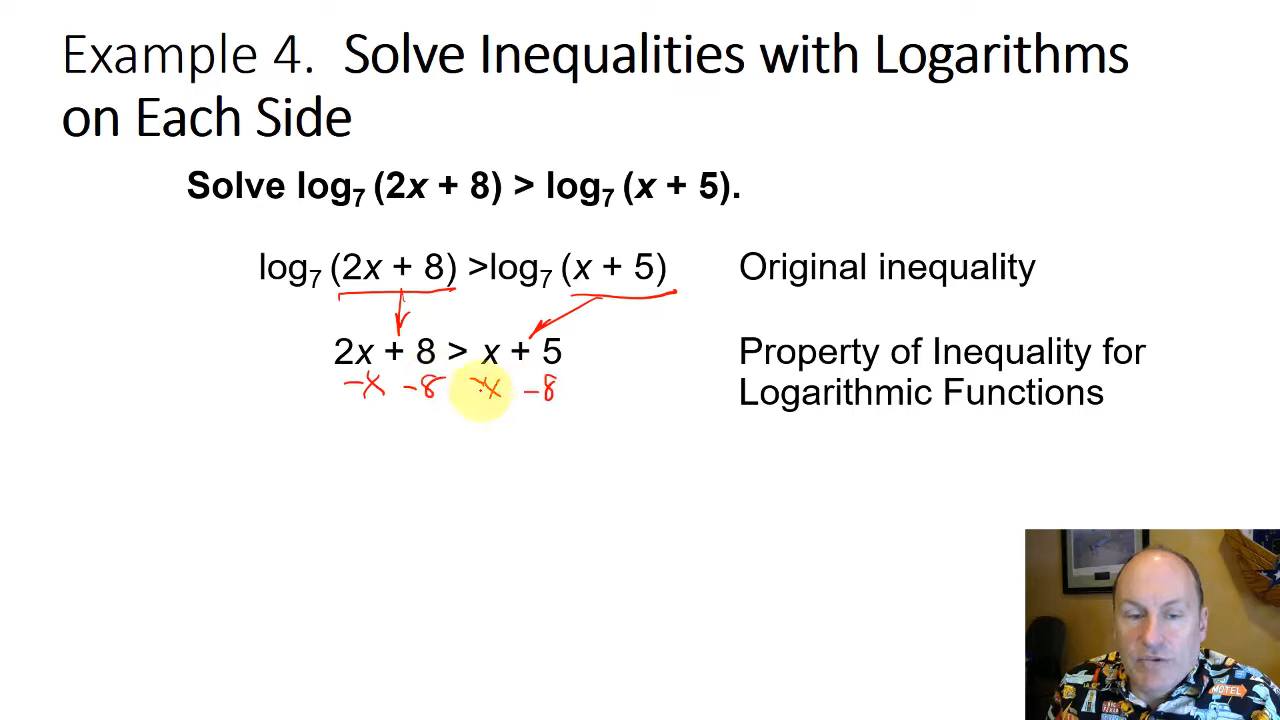 Example 4. Solve Inequalities with Logarithms
on Each Side
Solve log₇ (2x + 8) > log₇ (x + 5).
log₇ (2x + 8) >log₇ (x + 5) Original inequality
2x + 8 > x + 5 Property of Inequality for
-x -8 -x -8 Logarithmic Functions
MOTEL